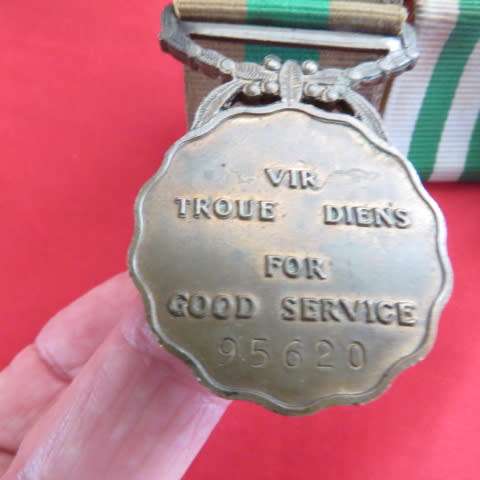 VIR
TROUE DIENS
FOR
GOOD SERVICE
95620